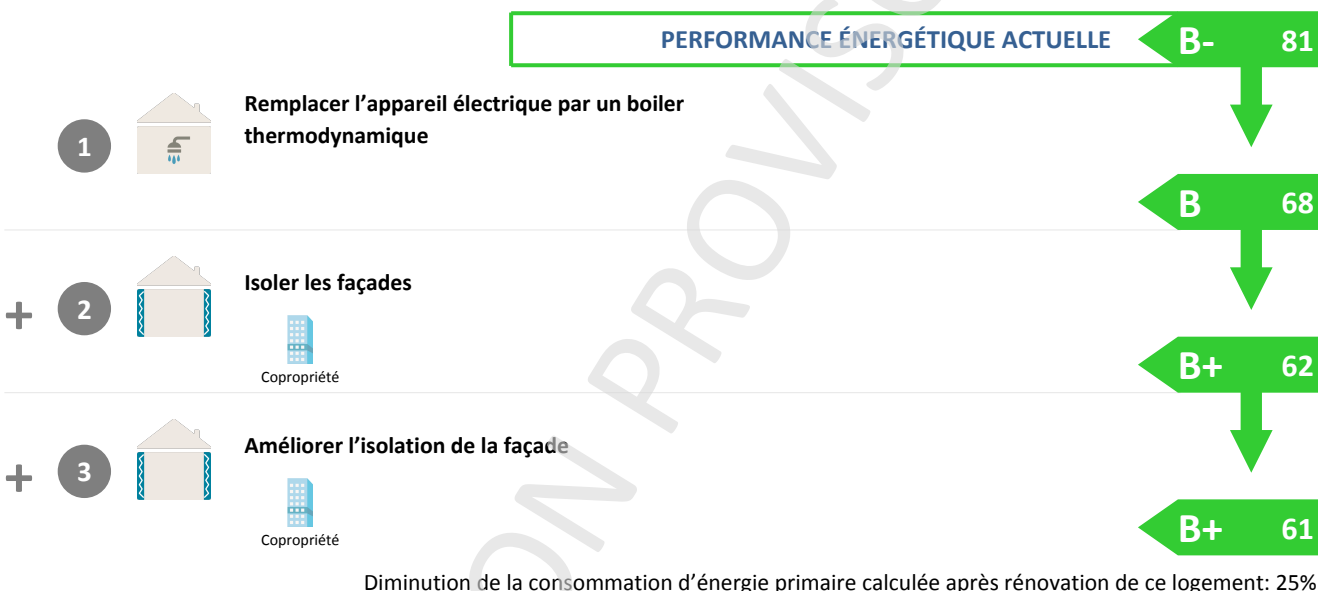 PERFORMANCE ÉNERGÉTIQUE ACTUELLE B- 81
Remplacer l'appareil électrique par un boiler
thermodynamique
1
B 68
Isoler les façades
+ 2
Copropriété
B+ 62
Améliorer l'isolation de la façade
+ 3
Copropriété
B+ 61
Diminution de la consommation d'énergie primaire calculée après rénovation de ce logement: 25%